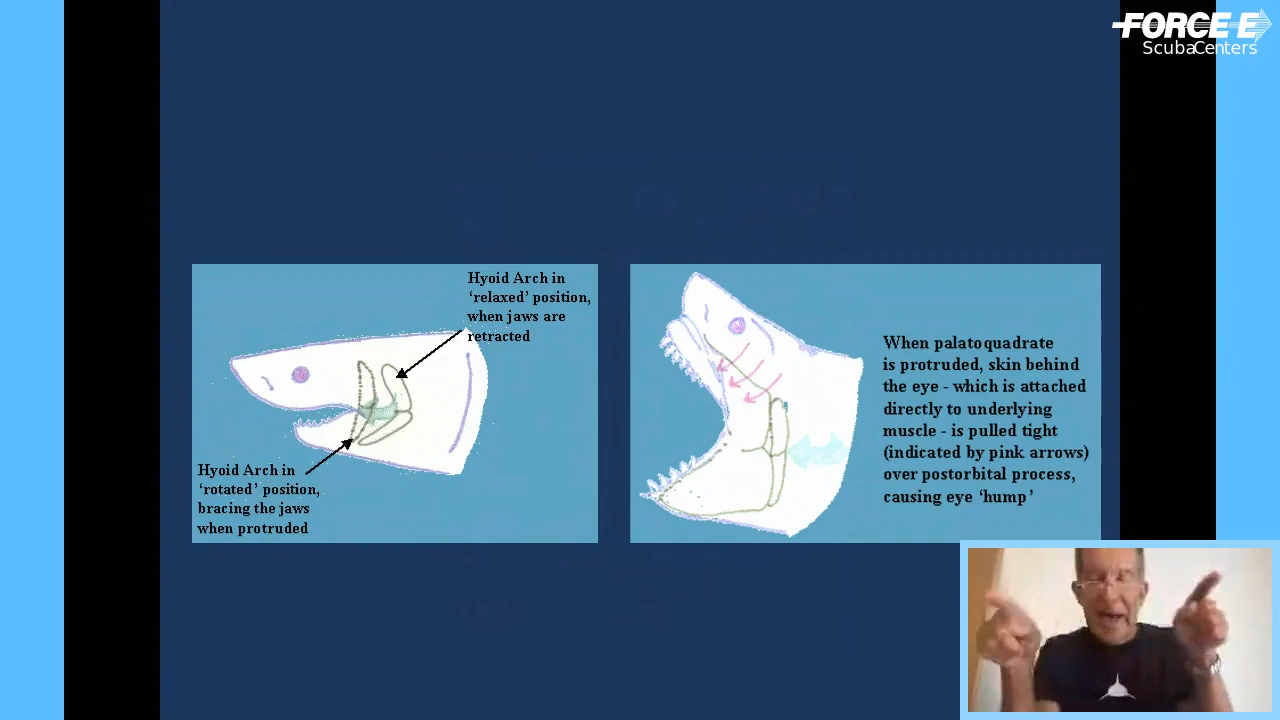 FORCE-E
ScubaCenters
Hyoid Arch in
‘relaxed’ position,
when jaws are
retracted
Hyoid Arch in
‘rotated’ position,
bracing the jaws
when protruded
When palatoquadrate
is protruded, skin behind
the eye - which is attached
directly to underlying
muscle - is pulled tight
(indicated by pink arrows)
over postorbital process,
causing eye ‘hump’